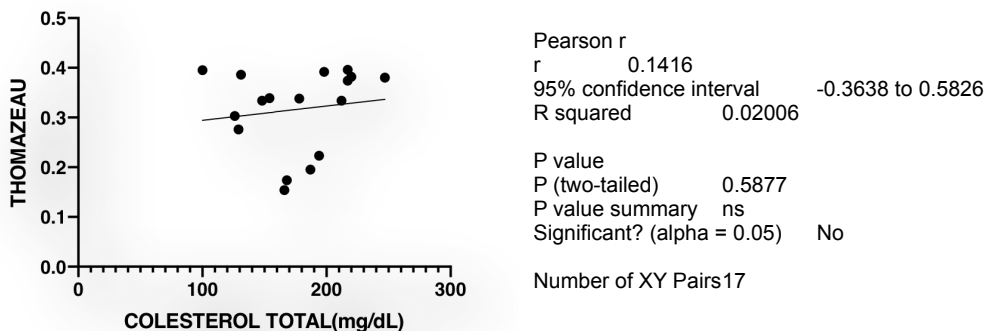 0.5
0.4
0.3
0.2
0.1
0.0
THOMAZEAU
0 100 200 300
COLESTEROL TOTAL(mg/dL)
Pearson r
r 0.1416
95% confidence interval -0.3638 to 0.5826
R squared 0.02006
P value
P (two-tailed) 0.5877
P value summary ns
Significant? (alpha = 0.05) No
Number of XY Pairs17